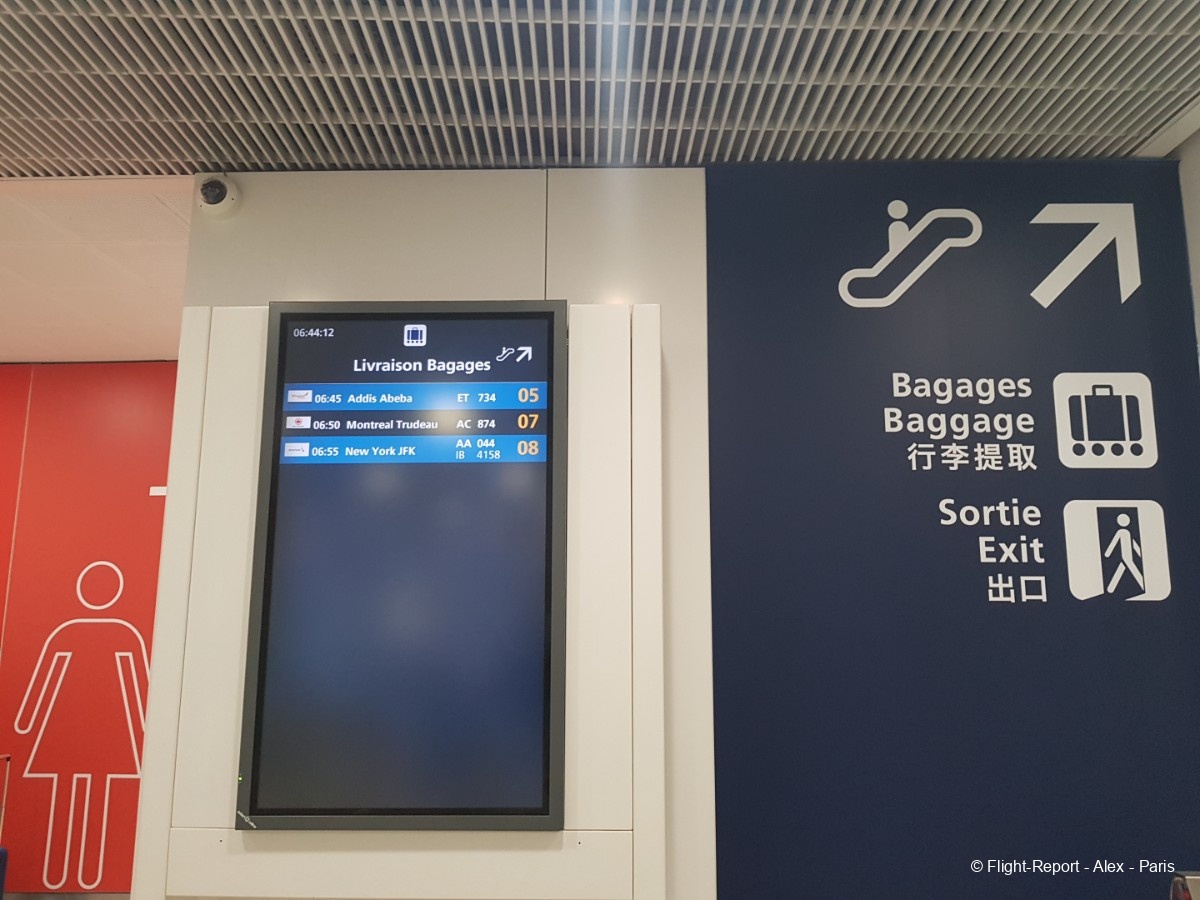 06:44:12
Livraison Bagages
06:45 Addis Abeba ET 734 05
06:50 Montreal Trudeau AC 874 07
06:55 New York JFK AA 044 08
IB 4158
Bagages
Baggage
行李提取
Sortie
Exit
出口
© Flight-Report - Alex - Paris